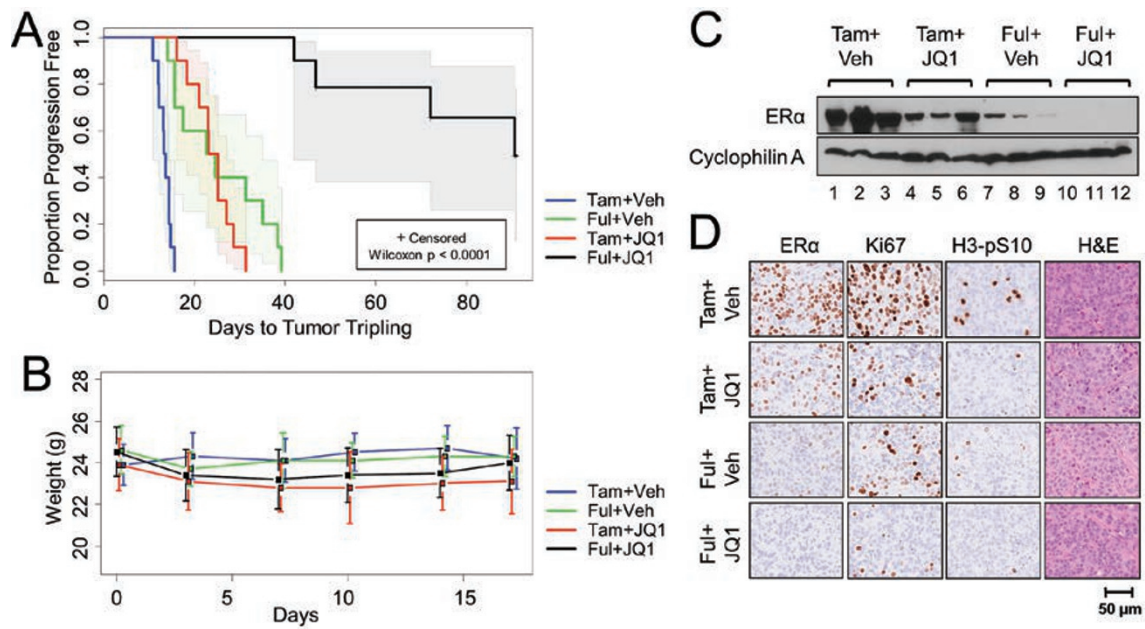 A
Proportion Progression Free
1.0
0.8
0.6
0.4
0.2
0.0
0 20 40 60 80
Days to Tumor Tripling
+ Censored
Wilcoxon p < 0.0001
Tam+Veh
Ful+Veh
Tam+JQ1
Ful+JQ1
B
Weight (g)
28
26
24
22
20
0 5 10 15
Days
Tam+Veh
Ful+Veh
Tam+JQ1
Ful+JQ1
C
Tam+ Tam+ Ful+ Ful+
Veh JQ1 Veh JQ1
ERα
Cyclophilin A
1 2 3 4 5 6 7 8 9 10 11 12
D
ERα Ki67 H3-pS10 H&E
Tam+
Veh
Tam+
JQ1
Ful+
Veh
Ful+
JQ1
50 µm